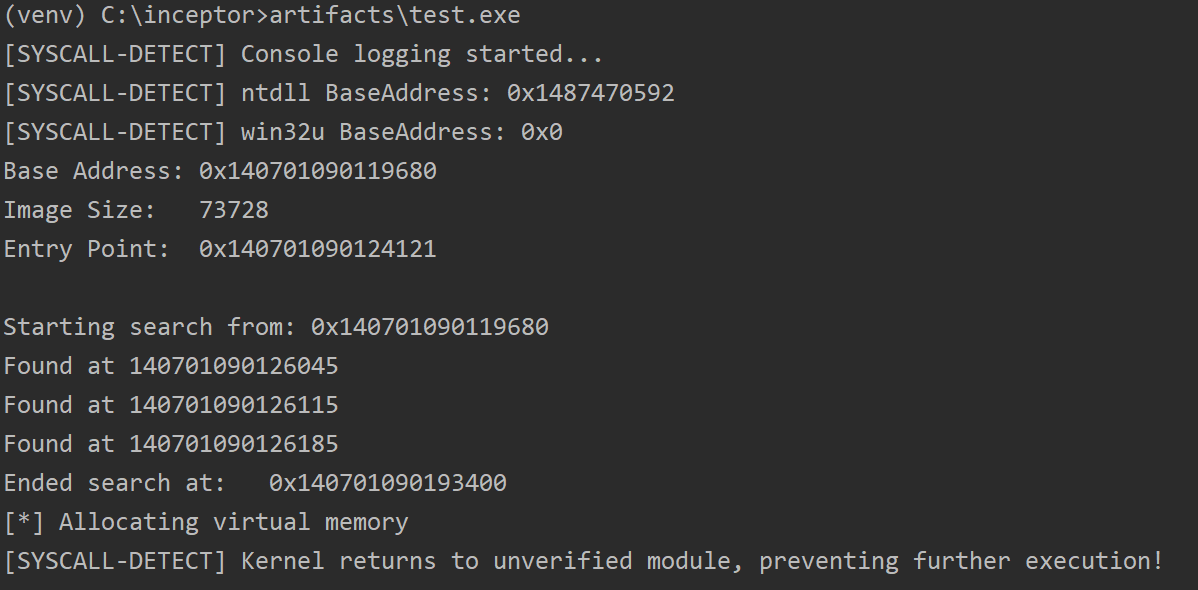 (venv) C:\inceptor>artifacts\test.exe
[SYSCALL-DETECT] Console logging started...
[SYSCALL-DETECT] ntdll BaseAddress: 0x1487470592
[SYSCALL-DETECT] win32u BaseAddress: 0x0
Base Address: 0x140701090119680
Image Size:   73728
Entry Point:  0x140701090124121
Starting search from: 0x140701090119680
Found at 140701090126045
Found at 140701090126115
Found at 140701090126185
Ended search at:   0x140701090193400
[*] Allocating virtual memory
[SYSCALL-DETECT] Kernel returns to unverified module, preventing further execution!